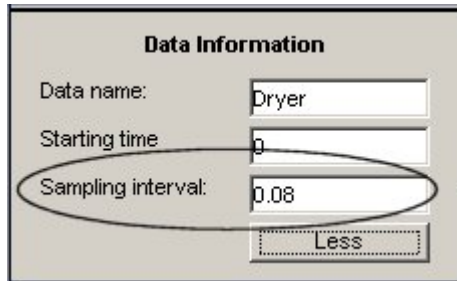 Data Information
Data name: Dryer
Starting time 0
Sampling interval: 0.08
Less